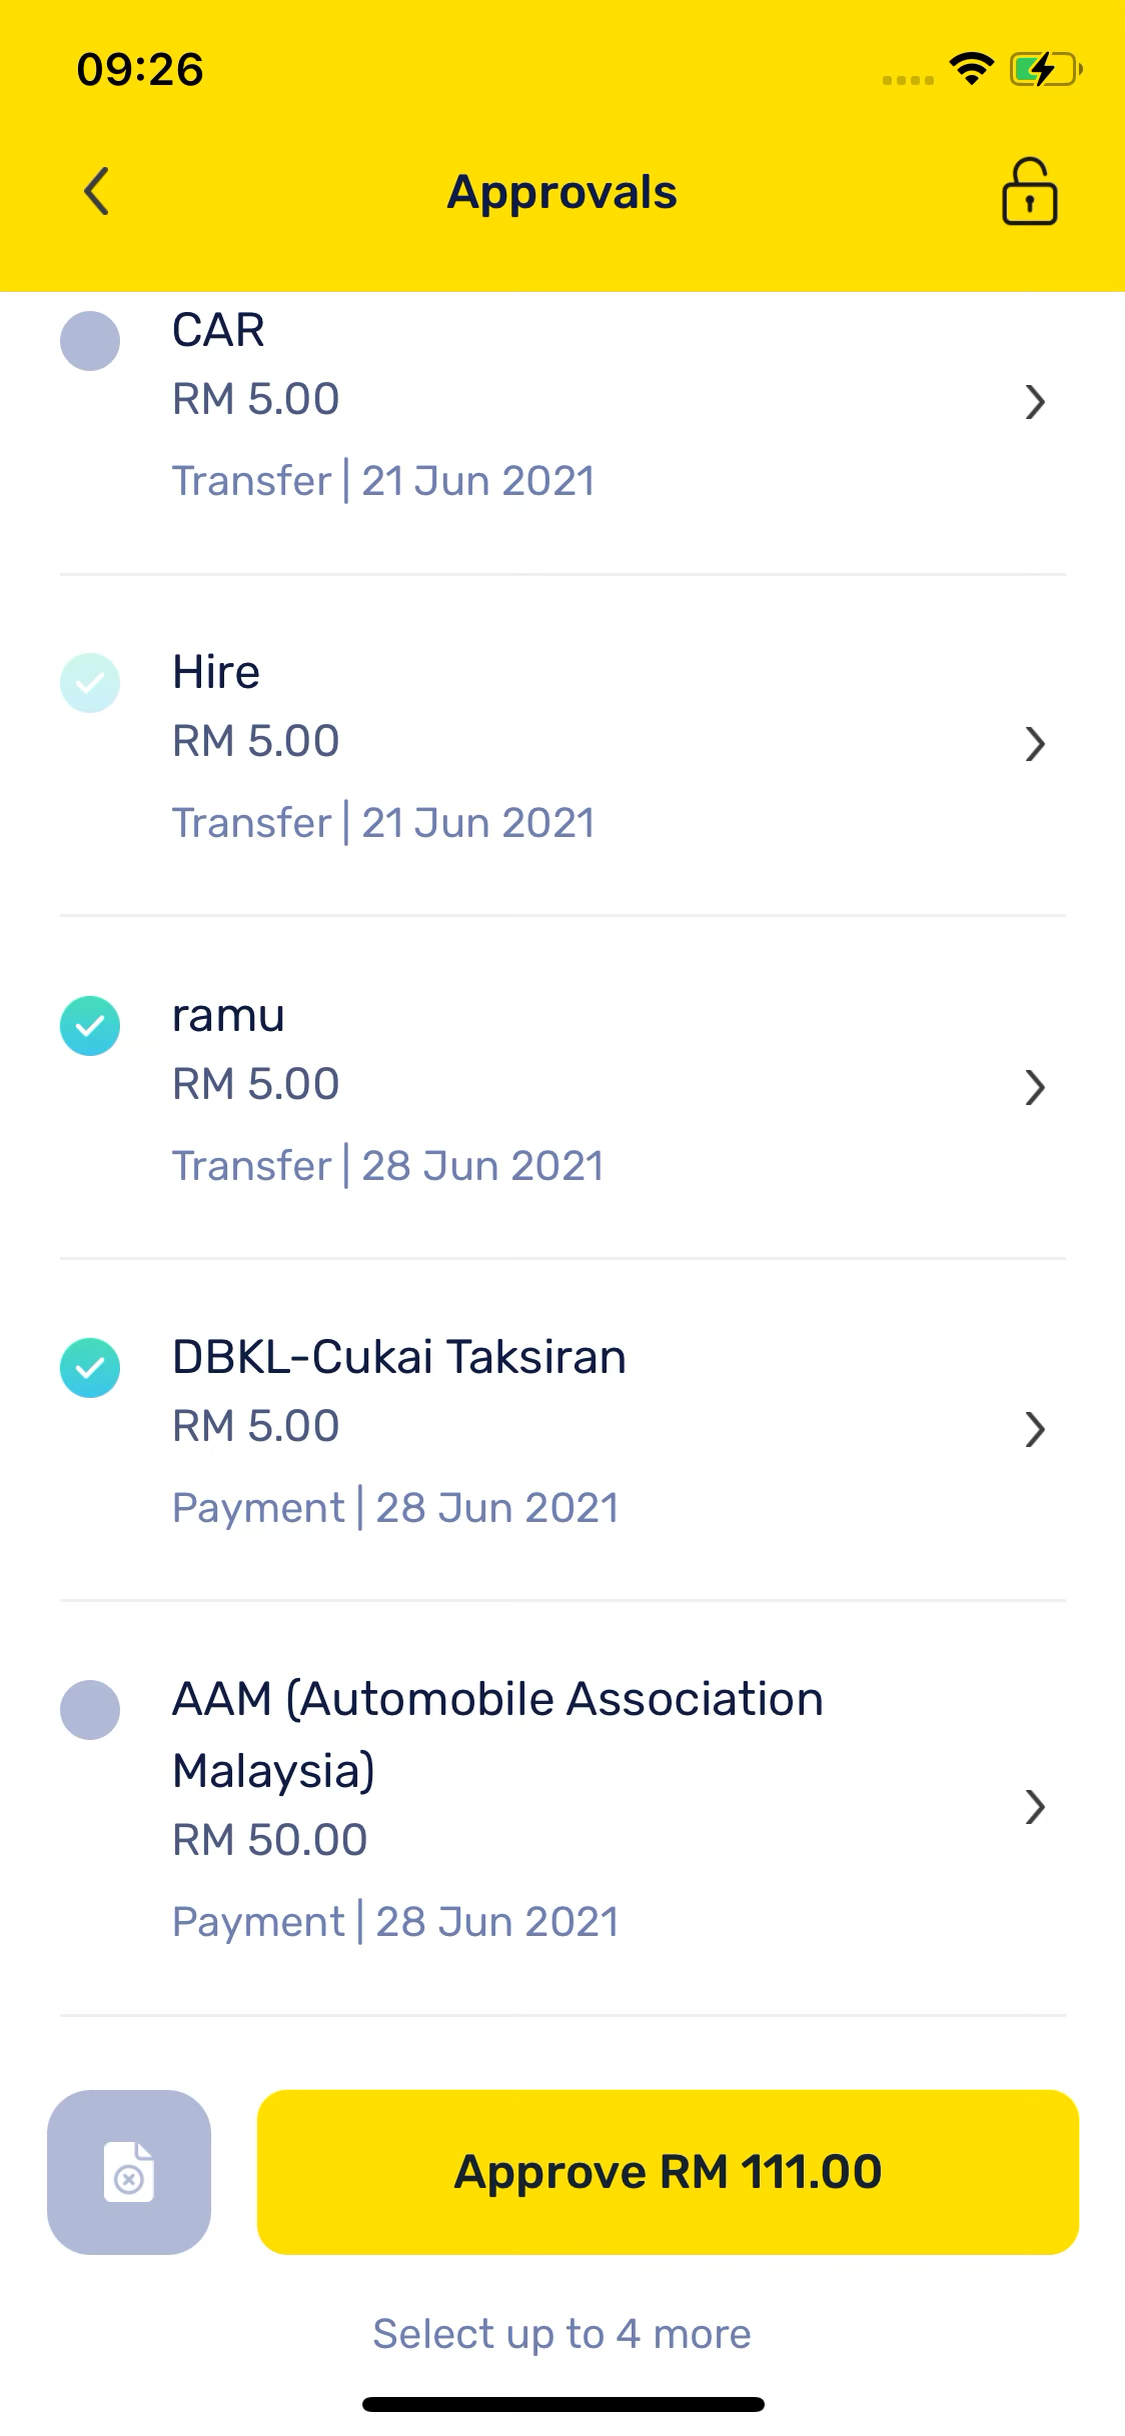 09:26
Approvals
CAR
RM 5.00
Transfer | 21 Jun 2021
Hire
RM 5.00
Transfer | 21 Jun 2021
ramu
RM 5.00
Transfer | 28 Jun 2021
DBKL-Cukai Taksiran
RM 5.00
Payment | 28 Jun 2021
AAM (Automobile Association
Malaysia)
RM 50.00
Payment | 28 Jun 2021
Approve RM 111.00
Select up to 4 more